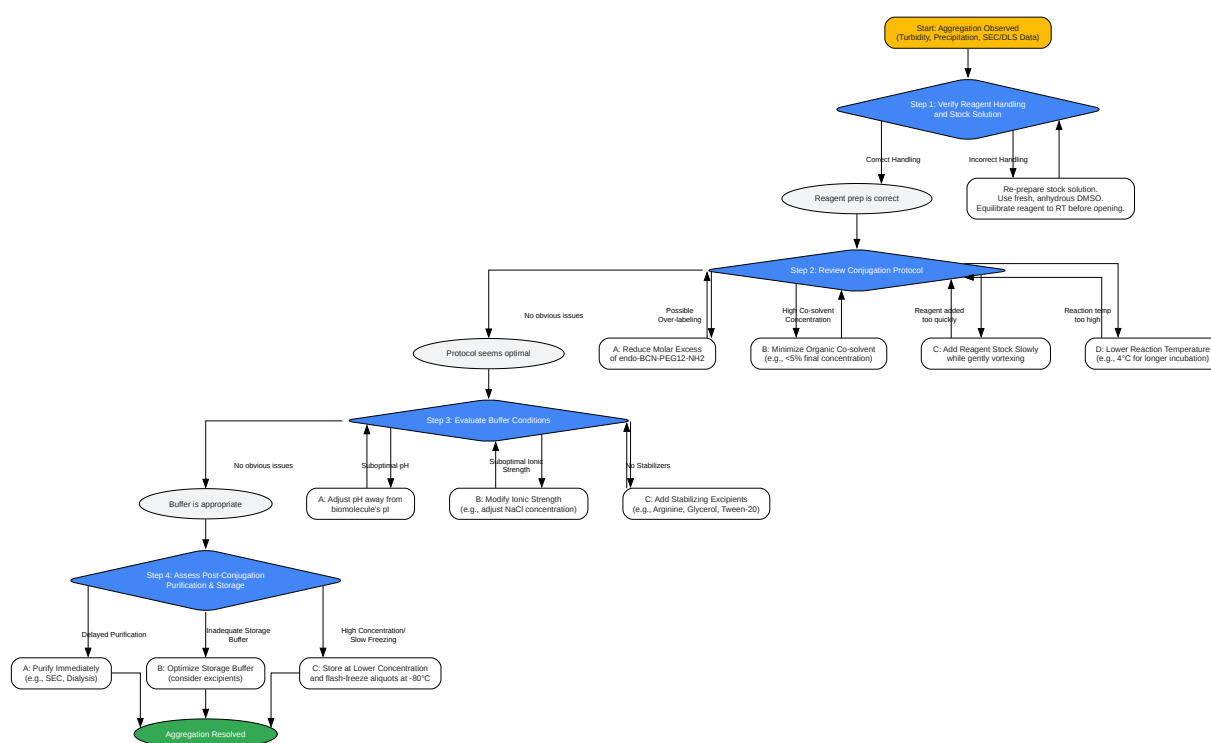 Start: Aggregation Observed
(Turbidity, Precipitation, SEC/DLS Data)
Step 1: Verify Reagent Handling
and Stock Solution
Correct Handling
Incorrect Handling
Reagent prep is correct
Re-prepare stock solution.
Use fresh, anhydrous DMSO.
Equilibrate reagent to RT before opening.
Step 2: Review Conjugation Protocol
No obvious issues
Possible
Over-labeling
High Co-solvent
Concentration
Reagent added
too quickly
Reaction temp
too high
Protocol seems optimal
A: Reduce Molar Excess
of endo-BCN-PEG12-NH2
B: Minimize Organic Co-solvent
(e.g., <5% final concentration)
C: Add Reagent Stock Slowly
while gently vortexing
D: Lower Reaction Temperature
(e.g., 4°C for longer incubation)
Step 3: Evaluate Buffer Conditions
No obvious issues
Suboptimal pH
Suboptimal Ionic
Strength
No Stabilizers
Buffer is appropriate
A: Adjust pH away from
biomolecule's pI
B: Modify Ionic Strength
(e.g., adjust NaCl concentration)
C: Add Stabilizing Excipients
(e.g., Arginine, Glycerol, Tween-20)
Step 4: Assess Post-Conjugation
Purification & Storage
Delayed Purification
Inadequate Storage
Buffer
High Concentration/
Slow Freezing
A: Purify Immediately
(e.g., SEC, Dialysis)
B: Optimize Storage Buffer
(consider excipients)
C: Store at Lower Concentration
and flash-freeze aliquots at -80°C
Aggregation Resolved